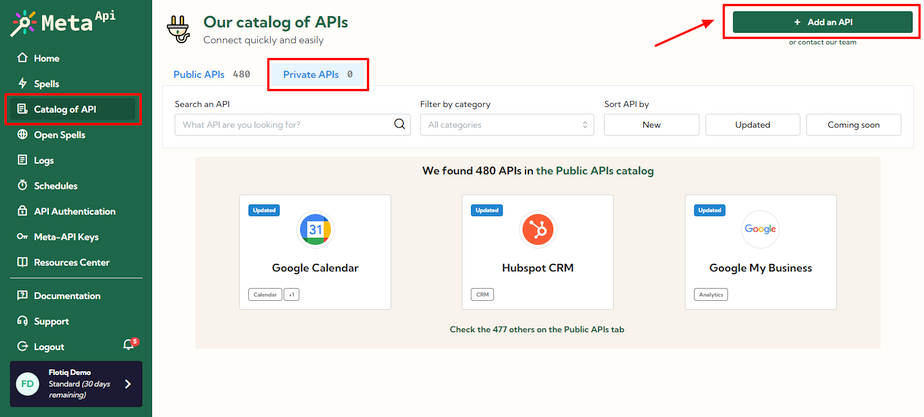 Meta Api
Home
Spells
Catalog of API
Open Spells
Logs
Schedules
API Authentication
Meta-API Keys
Resources Center
Documentation
Support
Logout
5
FD
Flotiq Demo
Standard (30 days
remaining)
Our catalog of APIs
Connect quickly and easily
+ Add an API
or contact our team
Public APIs 480
Private APIs 0
Search an API
What API are you looking for?
Filter by category
All categories
Sort API by
New
Updated
Coming soon
We found 480 APIs in the Public APIs catalog
Updated
31
Google Calendar
Calendar +1
Updated
Hubspot CRM
CRM
Updated
Google
Google My Business
Analytics
Check the 477 others on the Public APIs tab